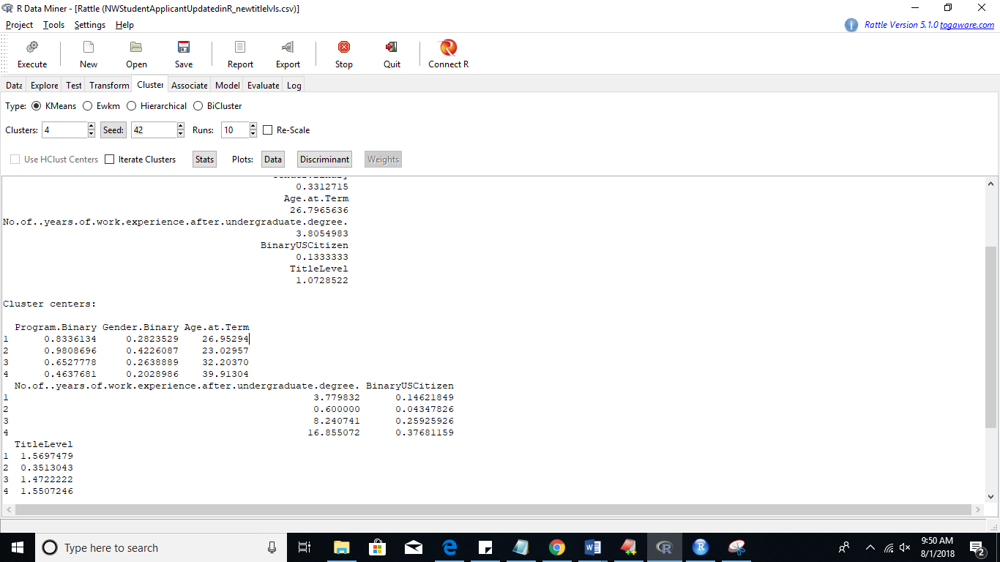 R Data Miner - [Rattle (NWStudentApplicantUpdatedinR_newtitlelvls.csv)]
Project Tools Settings Help
Rattle Version 5.1.0 togaware.com
Execute New Open Save Report Export Stop Quit Connect R
Data Explore Test Transform Cluster Associate Model Evaluate Log
Type: KMeans Ewkm Hierarchical BiCluster
Clusters: 4 Seed: 42 Runs: 10 Re-Scale
Use HClust Centers Iterate Clusters Stats Plots: Data Discriminant Weights
0.3312715
Age.at.Term
26.7965636
No.of..years.of.work.experience.after.undergraduate.degree.
3.8054983
BinaryUSCitizen
0.1333333
TitleLevel
1.0728522
Cluster centers:
Program.Binary Gender.Binary Age.at.Term
1 0.8336134 0.2823529 26.95294
2 0.9808696 0.4226087 23.02957
3 0.6527778 0.2638889 32.20370
4 0.4637681 0.2028986 39.91304
No.of..years.of.work.experience.after.undergraduate.degree. BinaryUSCitizen
1 3.779832 0.14621849
2 0.600000 0.04347826
3 8.240741 0.25925926
4 16.855072 0.37681159
TitleLevel
1 1.5697479
2 0.3513043
3 1.4722222
4 1.5507246
Type here to search
9:50 AM
8/1/2018
2